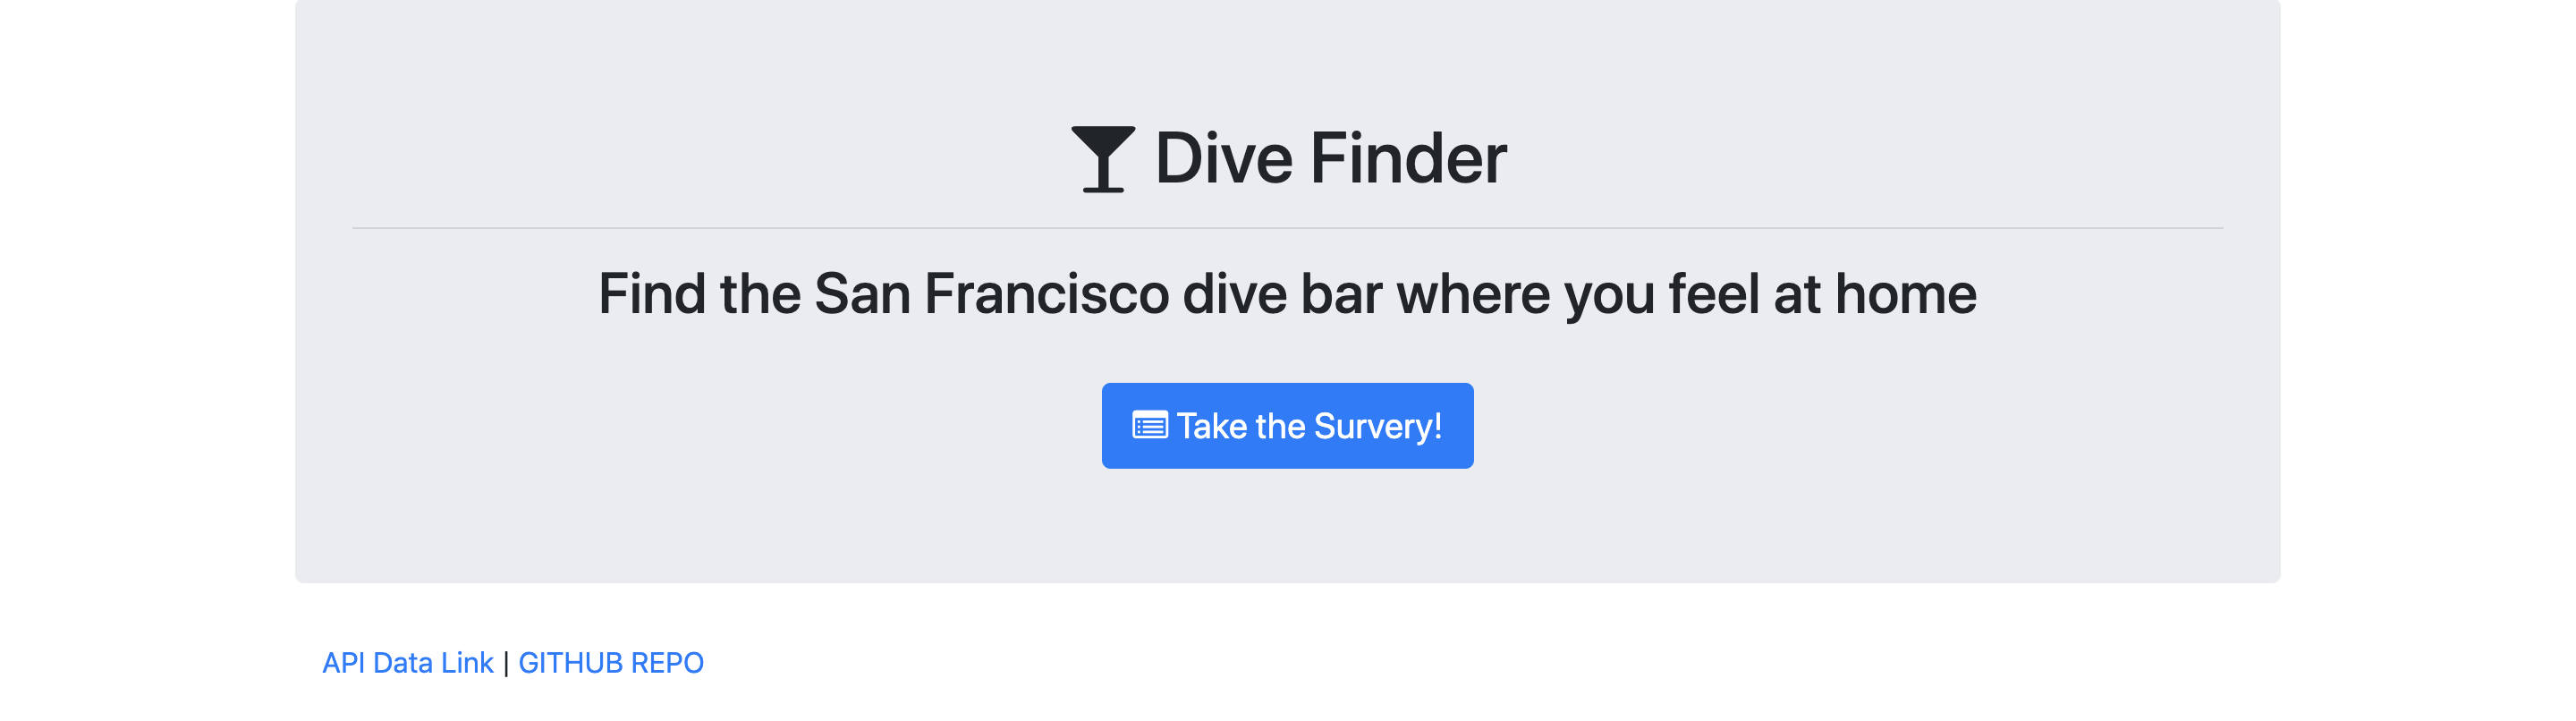 Dive Finder
Find the San Francisco dive bar where you feel at home
Take the Survery!
API Data Link | GITHUB REPO